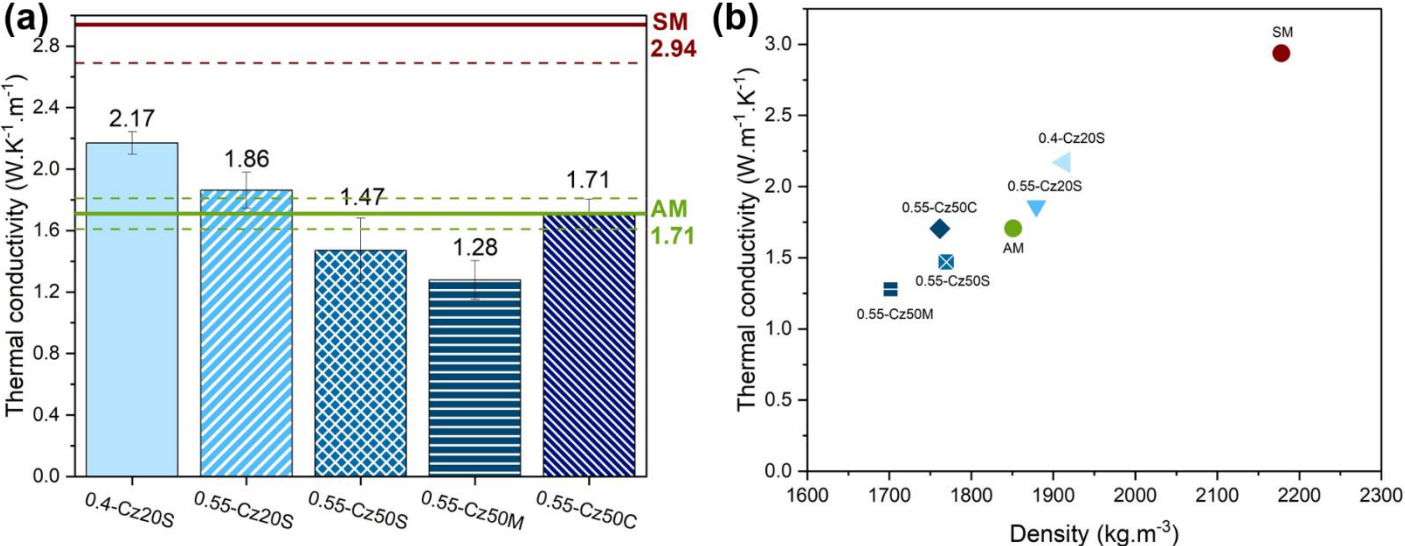 (a)
Thermal conductivity (W.K⁻¹.m⁻¹)
2.8
2.4
2.0
1.6
1.2
0.8
0.4
0.0
2.17
1.86
1.47
1.28
1.71
SM
2.94
AM
1.71
0.4-Cz20S
0.55-Cz20S
0.55-Cz50S
0.55-Cz50M
0.55-Cz50C
(b)
Thermal conductivity (W.m⁻¹.K⁻¹)
3.0
2.5
2.0
1.5
1.0
0.5
0.0
SM
0.4-Cz20S
0.55-Cz20S
0.55-Cz50C
AM
0.55-Cz50S
0.55-Cz50M
1600 1700 1800 1900 2000 2100 2200 2300
Density (kg.m⁻³)